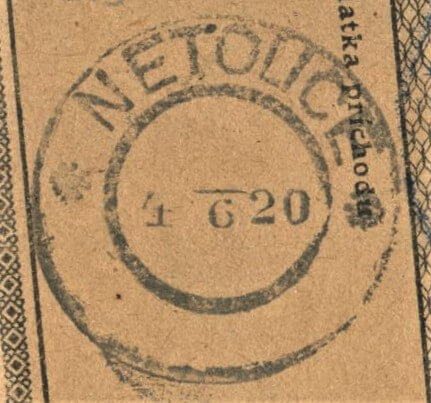 NETOLICE
4 6 20
atka příchodu